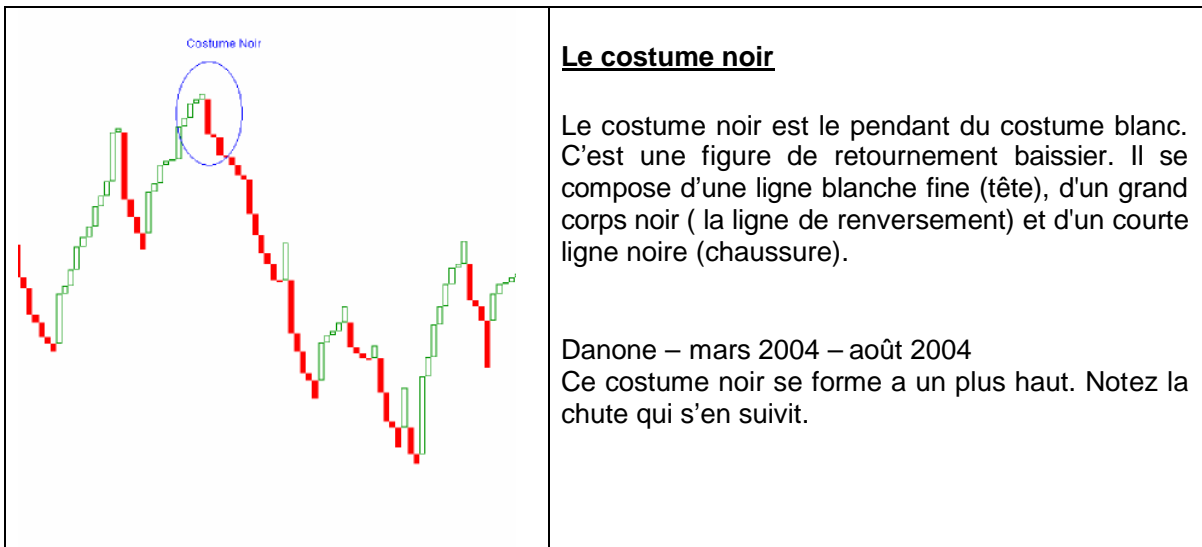 Costume Noir
Le costume noir
Le costume noir est le pendant du costume blanc.
C’est une figure de retournement baissier. Il se
compose d’une ligne blanche fine (tête), d'un grand
corps noir ( la ligne de renversement) et d'un courte
ligne noire (chaussure).
Danone – mars 2004 – août 2004
Ce costume noir se forme a un plus haut. Notez la
chute qui s’en suivit.